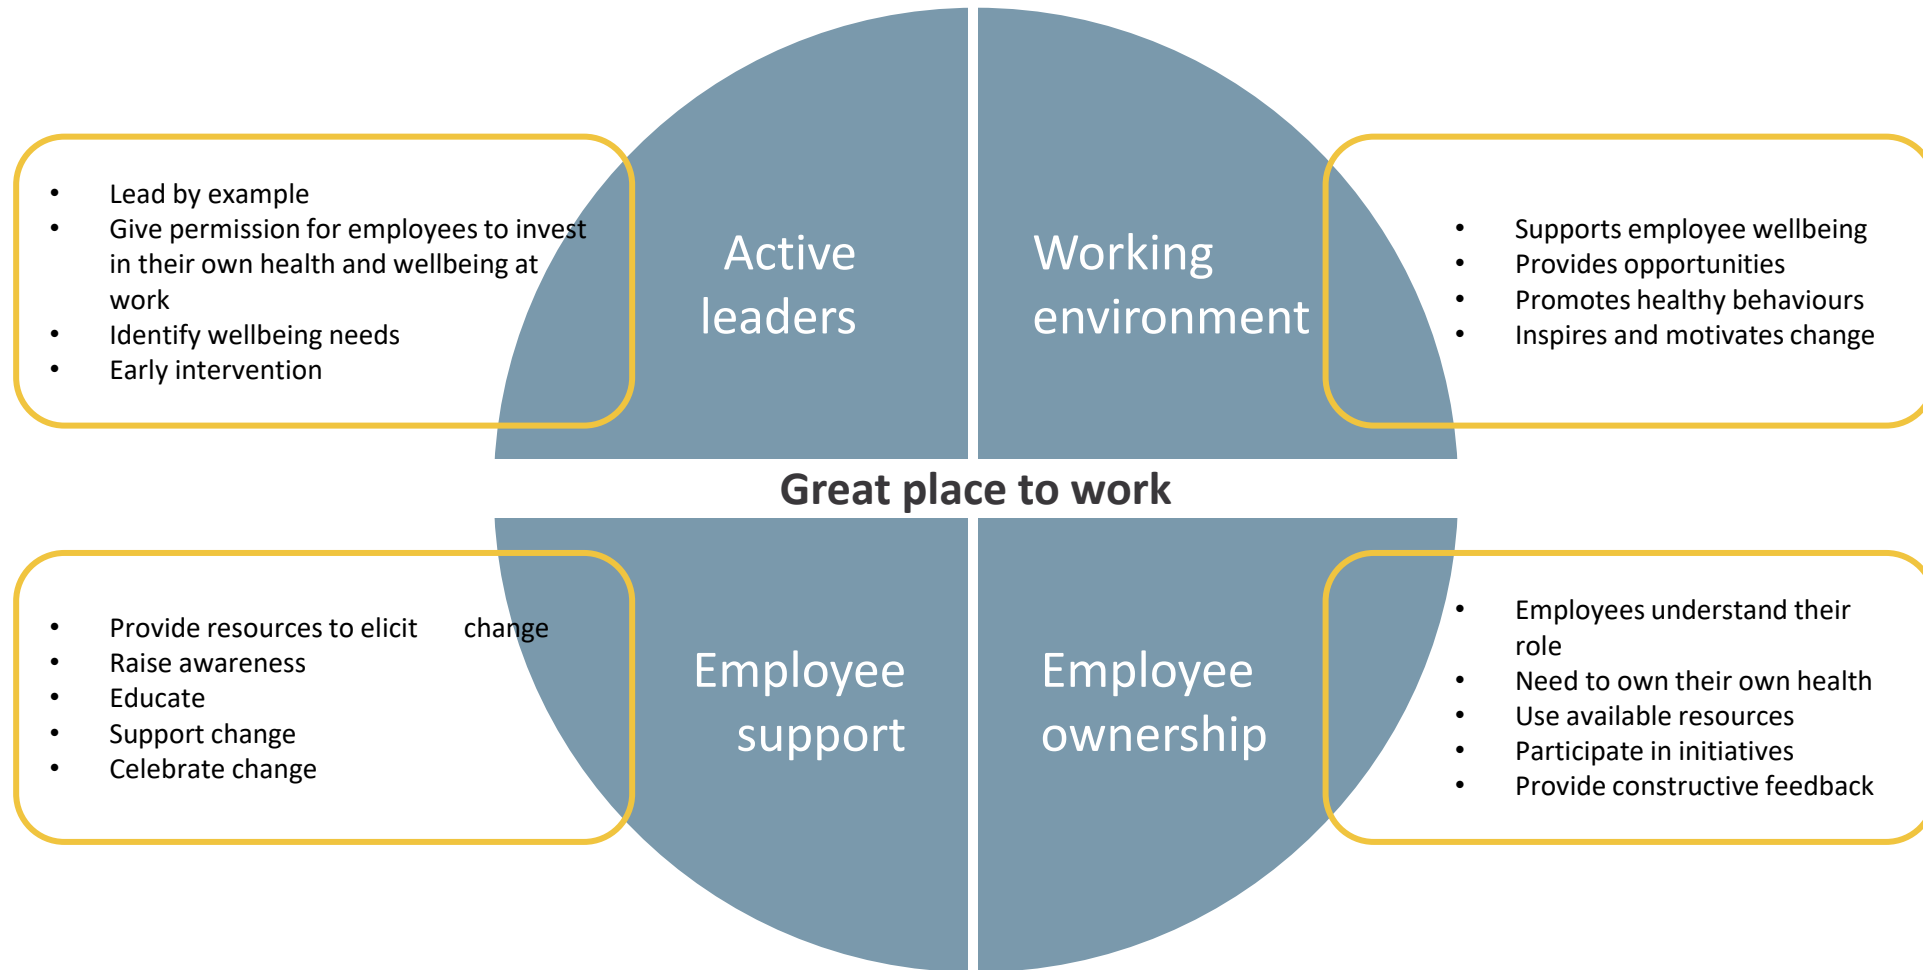 • Lead by example
• Give permission for employees to invest
in their own health and wellbeing at
work
• Identify wellbeing needs
• Early intervention
Active
leaders
Working
environment
• Supports employee wellbeing
• Provides opportunities
• Promotes healthy behaviours
• Inspires and motivates change
Great place to work
• Provide resources to elicit change
• Raise awareness
• Educate
• Support change
• Celebrate change
Employee
support
Employee
ownership
• Employees understand their
role
• Need to own their own health
• Use available resources
• Participate in initiatives
• Provide constructive feedback